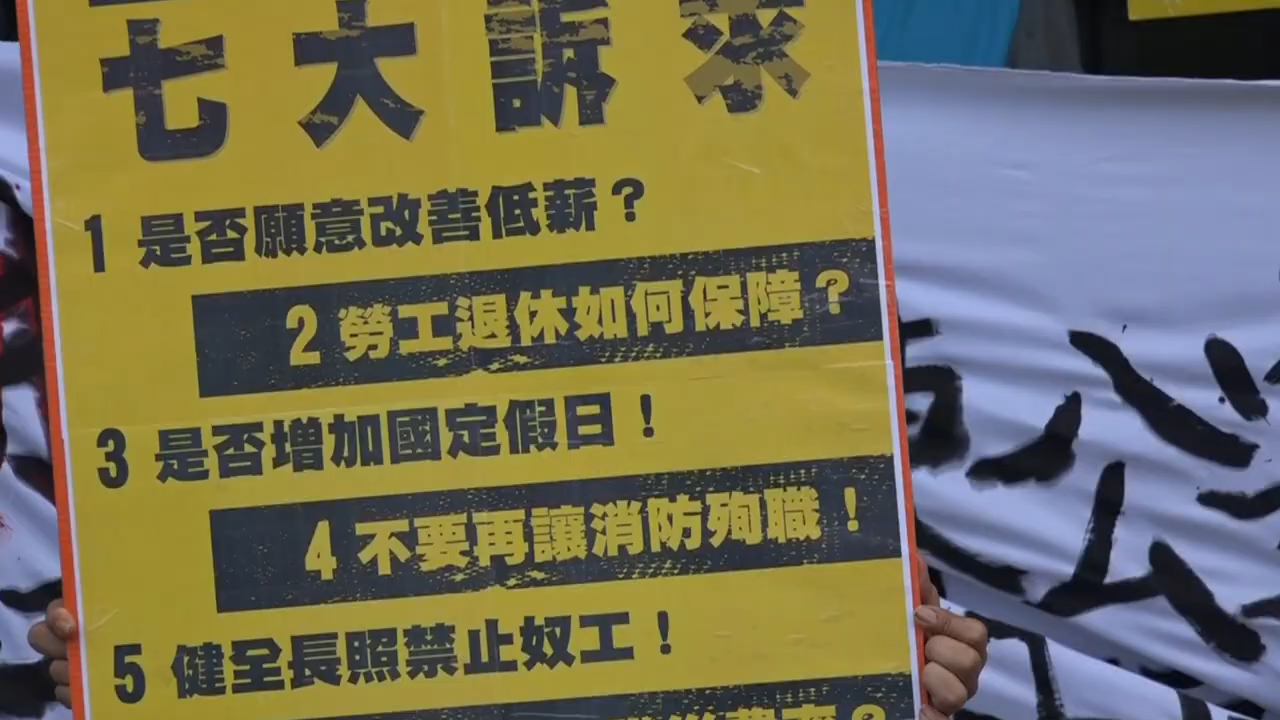 七大訴求
1 是否願意改善低薪？
2 勞工退休如何保障？
3 是否增加國定假日！
4 不要再讓消防殉職！
5 健全長照禁止奴工！